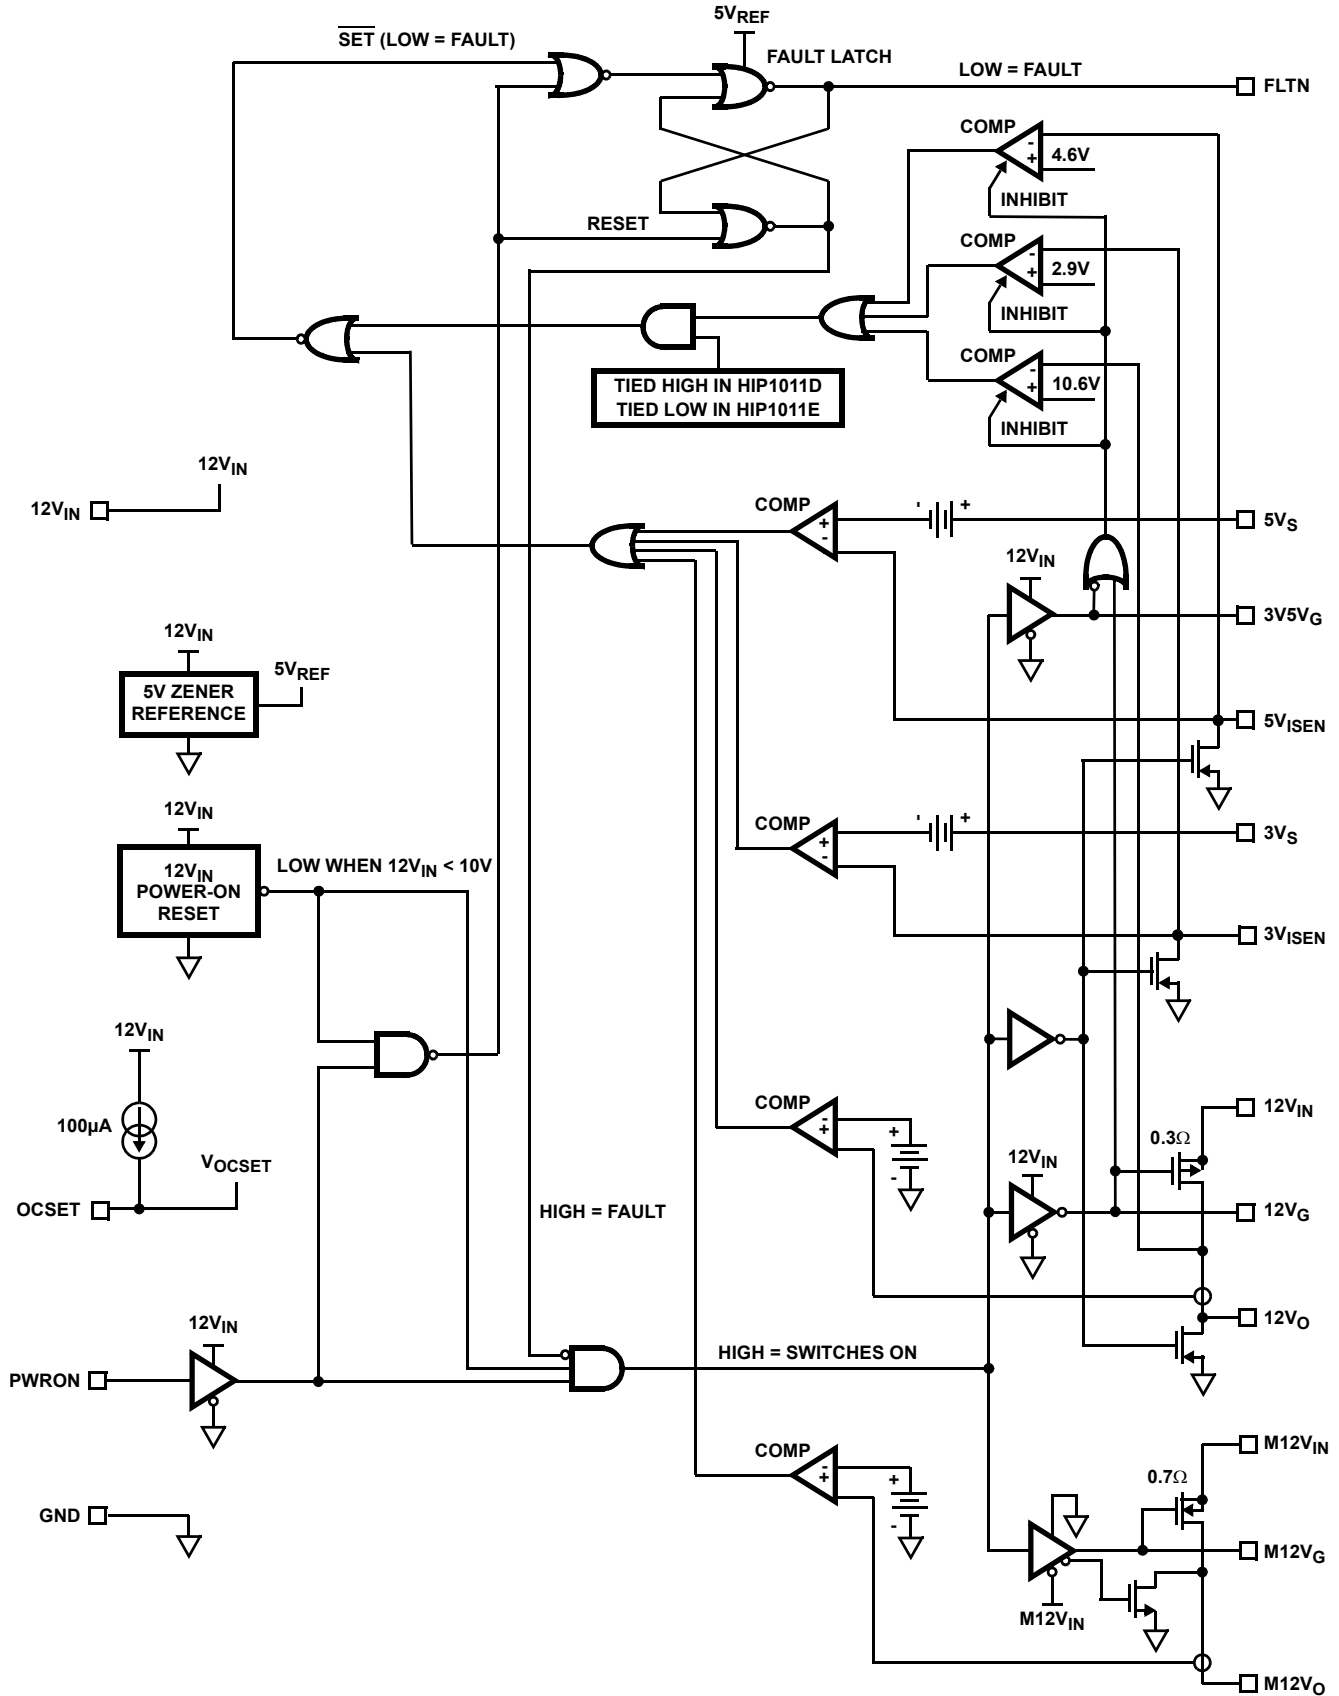 5VREF
SET (LOW = FAULT)
FAULT LATCH
LOW = FAULT
FLTN
COMP
-
+
4.6V
INHIBIT
RESET
COMP
-
+
2.9V
INHIBIT
COMP
-
+
10.6V
INHIBIT
TIED HIGH IN HIP1011D
TIED LOW IN HIP1011E
12VIN
12VIN
COMP
+
-
- +
5VS
12VIN
3V5VG
12VIN
5VREF
5V ZENER
REFERENCE
5VISEN
12VIN
COMP
+
-
- +
3VS
LOW WHEN 12VIN < 10V
12VIN
POWER-ON
RESET
3VISEN
12VIN
100µA
VOCSET
OCSET
COMP
-
+
+
-
12VIN
0.3Ω
12VIN
12VG
HIGH = FAULT
12VO
12VIN
PWRON
HIGH = SWITCHES ON
COMP
-
+
+
-
M12VIN
0.7Ω
GND
M12VG
M12VIN
M12VO